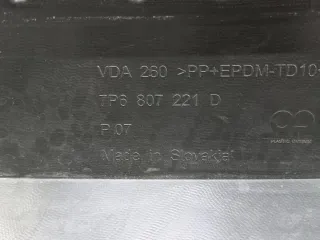 VDA 260 >PP+EPDM-TD10<
7P6 807 221 D
P 07
Made in Slovakia